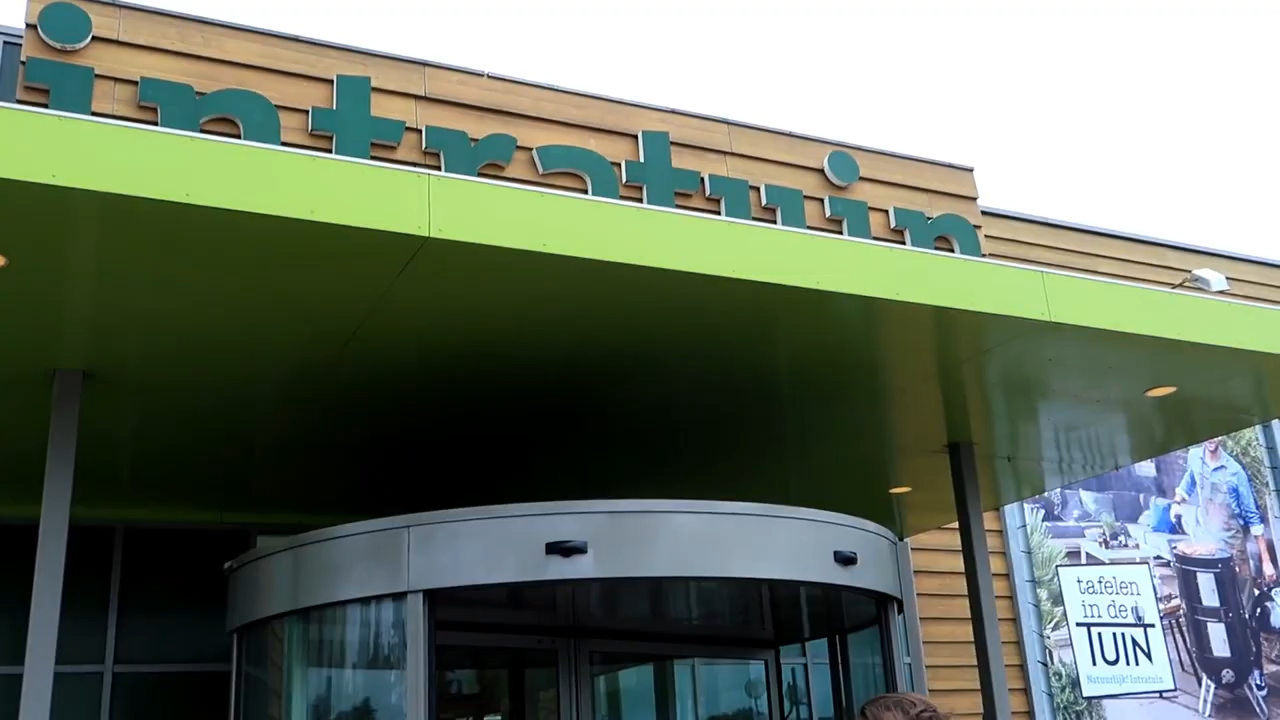 intratuin
tafelen
in de
TUIN
Natuurlijk! Intratuin